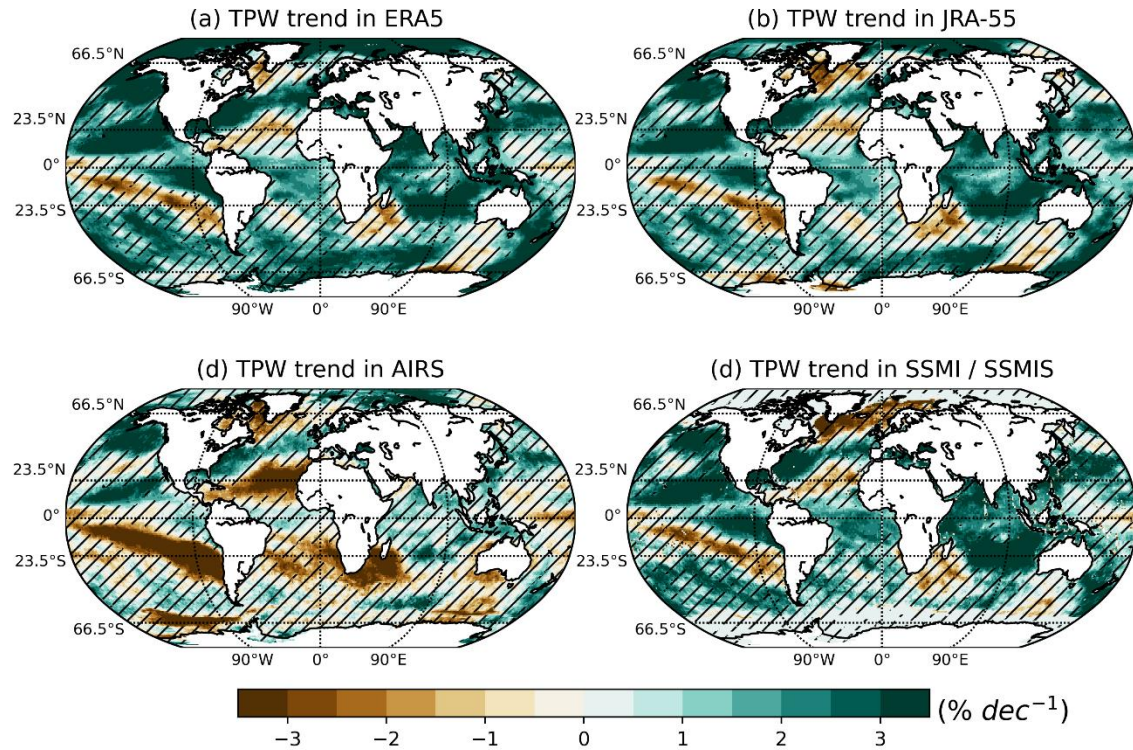 (a) TPW trend in ERA5
(b) TPW trend in JRA-55
66.5°N
66.5°N
23.5°N
23.5°N
0°
0°
23.5°S
23.5°S
66.5°S
66.5°S
90°W 0° 90°E
90°W 0° 90°E
(d) TPW trend in AIRS
(d) TPW trend in SSMI / SSMIS
66.5°N
66.5°N
23.5°N
23.5°N
0°
0°
23.5°S
23.5°S
66.5°S
66.5°S
90°W 0° 90°E
90°W 0° 90°E
−3 −2 −1 0 1 2 3 (% dec⁻¹)